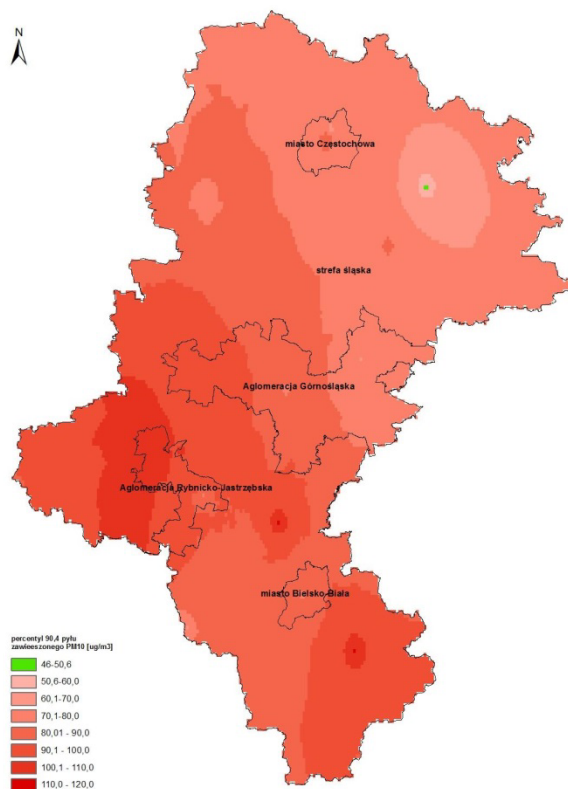 N
miasto Częstochowa
strefa śląska
Aglomeracja Górnośląska
Aglomeracja Rybnicko-Jastrzębska
miasto Bielsko-Biała
percentyl 90,4 pyłu
zawieeszonego PM10 [ug/m3]
46-50,6
50,6-60,0
60,1-70,0
70,1-80,0
80,01 - 90,0
90,1 - 100,0
100,1 - 110,0
110,0 - 120,0